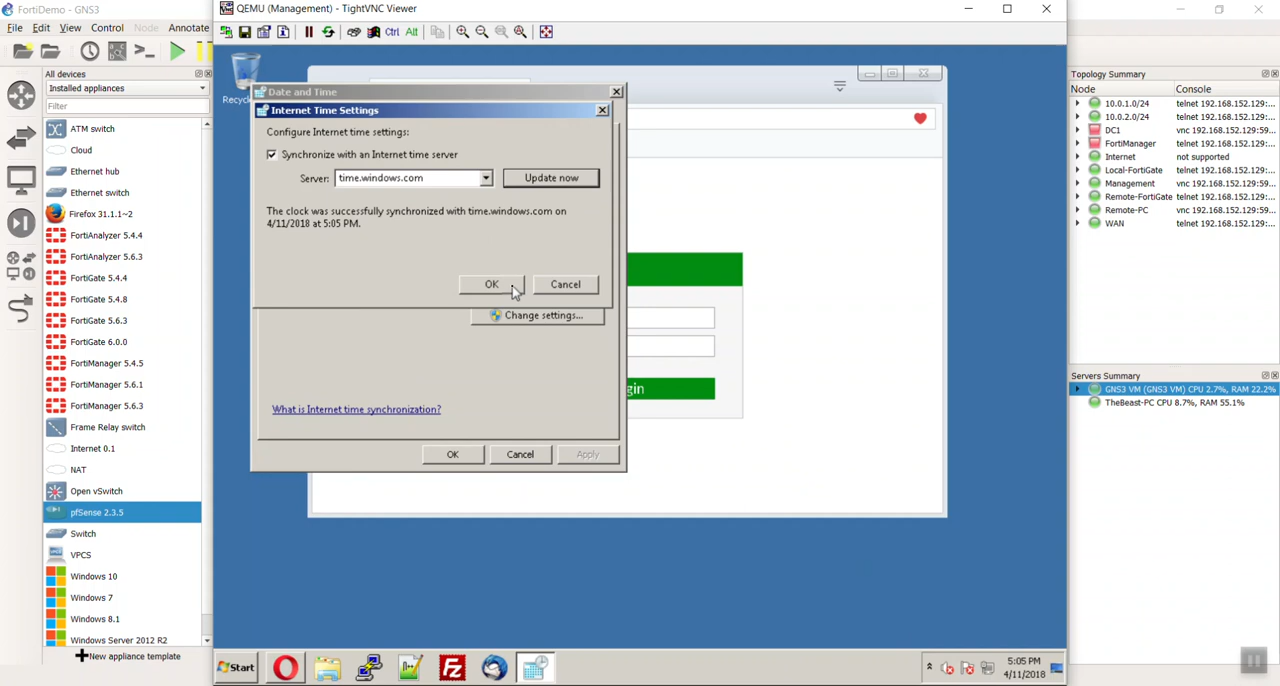 FortiDemo - GNS3
File Edit View Control Node Annotate
All devices
Installed appliances
Filter
ATM switch
Cloud
Ethernet hub
Ethernet switch
Firefox 31.1.1~2
FortiAnalyzer 5.4.4
FortiAnalyzer 5.6.3
FortiGate 5.4.4
FortiGate 5.4.8
FortiGate 5.6.3
FortiGate 6.0.0
FortiManager 5.4.5
FortiManager 5.6.1
FortiManager 5.6.3
Frame Relay switch
Internet 0.1
NAT
Open vSwitch
pfSense 2.3.5
Switch
VPCS
Windows 10
Windows 7
Windows 8.1
Windows Server 2012 R2
New appliance template
QEMU (Management) - TightVNC Viewer
Ctrl Alt
Date and Time
Internet Time Settings
Configure Internet time settings:
Synchronize with an Internet time server
Server: time.windows.com Update now
The clock was successfully synchronized with time.windows.com on
4/11/2018 at 5:05 PM.
OK Cancel
Change settings...
What is Internet time synchronization?
OK Cancel Apply
Start
5:05 PM
4/11/2018
Topology Summary
Node Console
10.0.1.0/24 telnet 192.168.152.129:...
10.0.2.0/24 telnet 192.168.152.129:...
DC1 vnc 192.168.152.129:59...
FortiManager vnc 192.168.152.129:59...
Internet not supported
Local-FortiGate telnet 192.168.152.129:...
Management vnc 192.168.152.129:59...
Remote-FortiGate telnet 192.168.152.129:...
Remote-PC vnc 192.168.152.129:59...
WAN telnet 192.168.152.129:...
Servers Summary
GNS3 VM (GNS3 VM) CPU 2.7%, RAM 22.2%
TheBeast-PC CPU 8.7%, RAM 55.1%